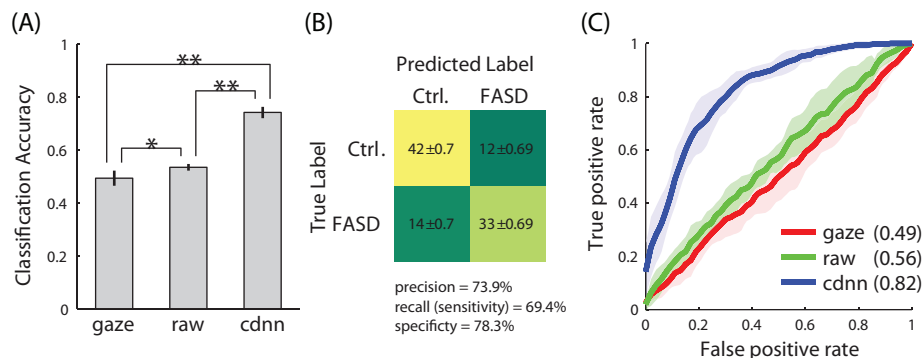 (A)
Classification Accuracy
1
0.8
0.6
0.4
0.2
0
**
**
*
gaze raw cdnn
(B)
Predicted Label
Ctrl. FASD
True Label
Ctrl. 42 ±0.7 12 ±0.69
FASD 14 ±0.7 33 ±0.69
precision = 73.9%
recall (sensitivity) = 69.4%
specificty = 78.3%
(C)
True positive rate
1
0.8
0.6
0.4
0.2
0
gaze (0.49)
raw (0.56)
cdnn (0.82)
0 0.2 0.4 0.6 0.8 1
False positive rate